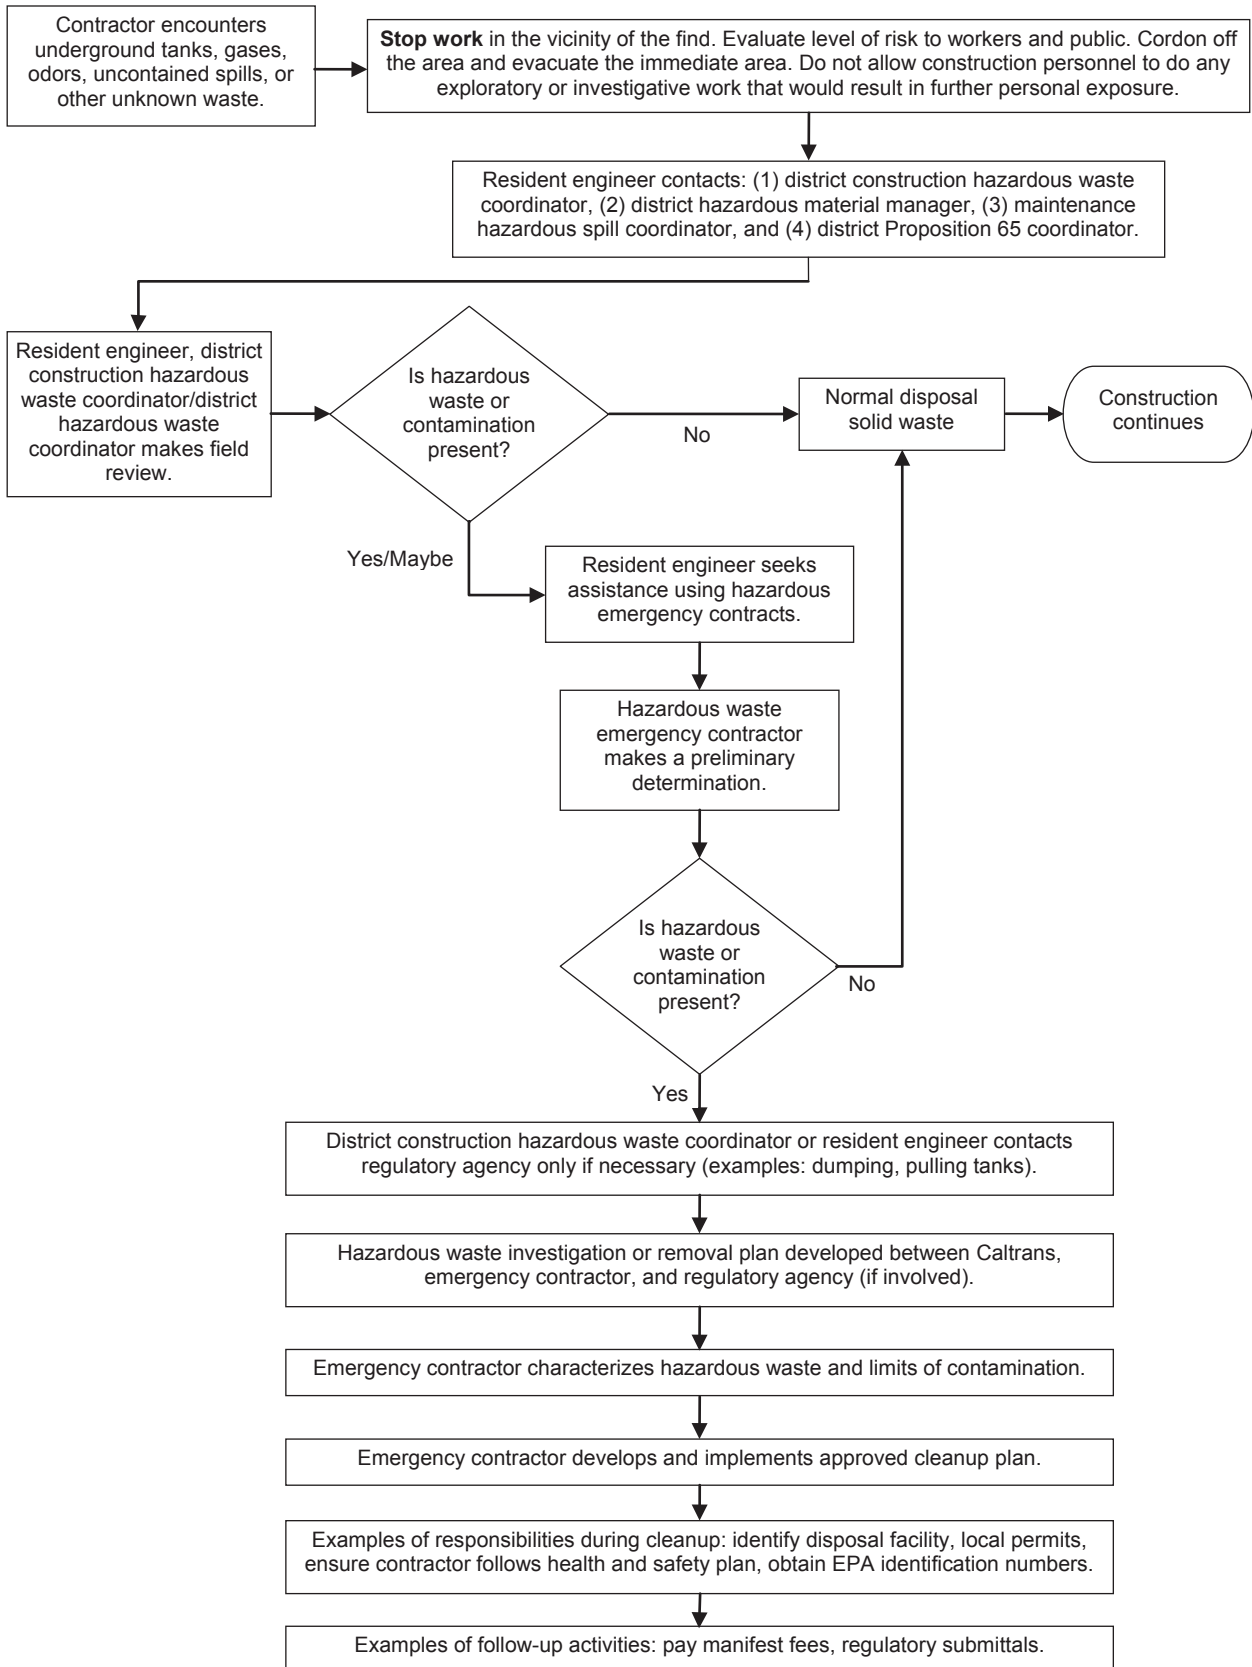 Contractor encounters
underground tanks, gases,
odors, uncontained spills, or
other unknown waste.
Stop work in the vicinity of the find. Evaluate level of risk to workers and public. Cordon off
the area and evacuate the immediate area. Do not allow construction personnel to do any
exploratory or investigative work that would result in further personal exposure.
Resident engineer contacts: (1) district construction hazardous waste
coordinator, (2) district hazardous material manager, (3) maintenance
hazardous spill coordinator, and (4) district Proposition 65 coordinator.
Resident engineer, district
construction hazardous
waste coordinator/district
hazardous waste
coordinator makes field
review.
Is hazardous
waste or
contamination
present?
No
Normal disposal
solid waste
Construction
continues
Yes/Maybe
Resident engineer seeks
assistance using hazardous
emergency contracts.
Hazardous waste
emergency contractor
makes a preliminary
determination.
Is hazardous
waste or
contamination
present?
No
Yes
District construction hazardous waste coordinator or resident engineer contacts
regulatory agency only if necessary (examples: dumping, pulling tanks).
Hazardous waste investigation or removal plan developed between Caltrans,
emergency contractor, and regulatory agency (if involved).
Emergency contractor characterizes hazardous waste and limits of contamination.
Emergency contractor develops and implements approved cleanup plan.
Examples of responsibilities during cleanup: identify disposal facility, local permits,
ensure contractor follows health and safety plan, obtain EPA identification numbers.
Examples of follow-up activities: pay manifest fees, regulatory submittals.